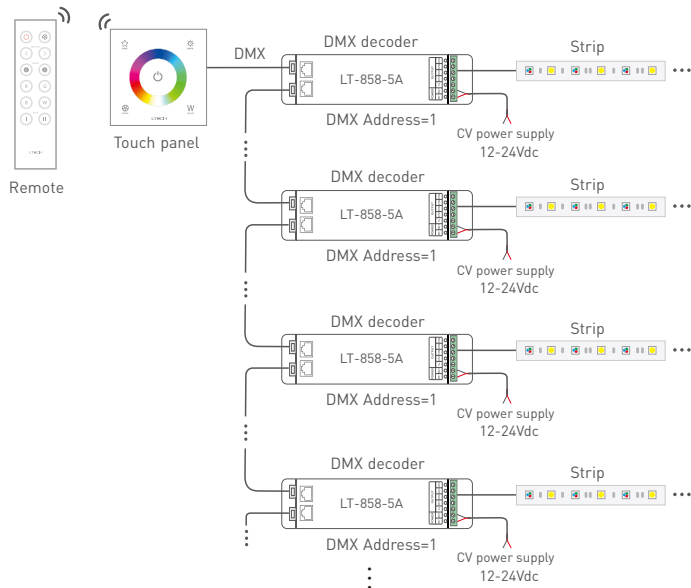 DMX decoder
Strip
DMX
LT-858-5A
W
LTECH
DMX Address=1
CV power supply
12-24Vdc
Touch panel
LTECH
Remote
DMX decoder
Strip
LT-858-5A
DMX Address=1
CV power supply
12-24Vdc
DMX decoder
Strip
LT-858-5A
DMX Address=1
CV power supply
12-24Vdc
DMX decoder
Strip
LT-858-5A
DMX Address=1
CV power supply
12-24Vdc